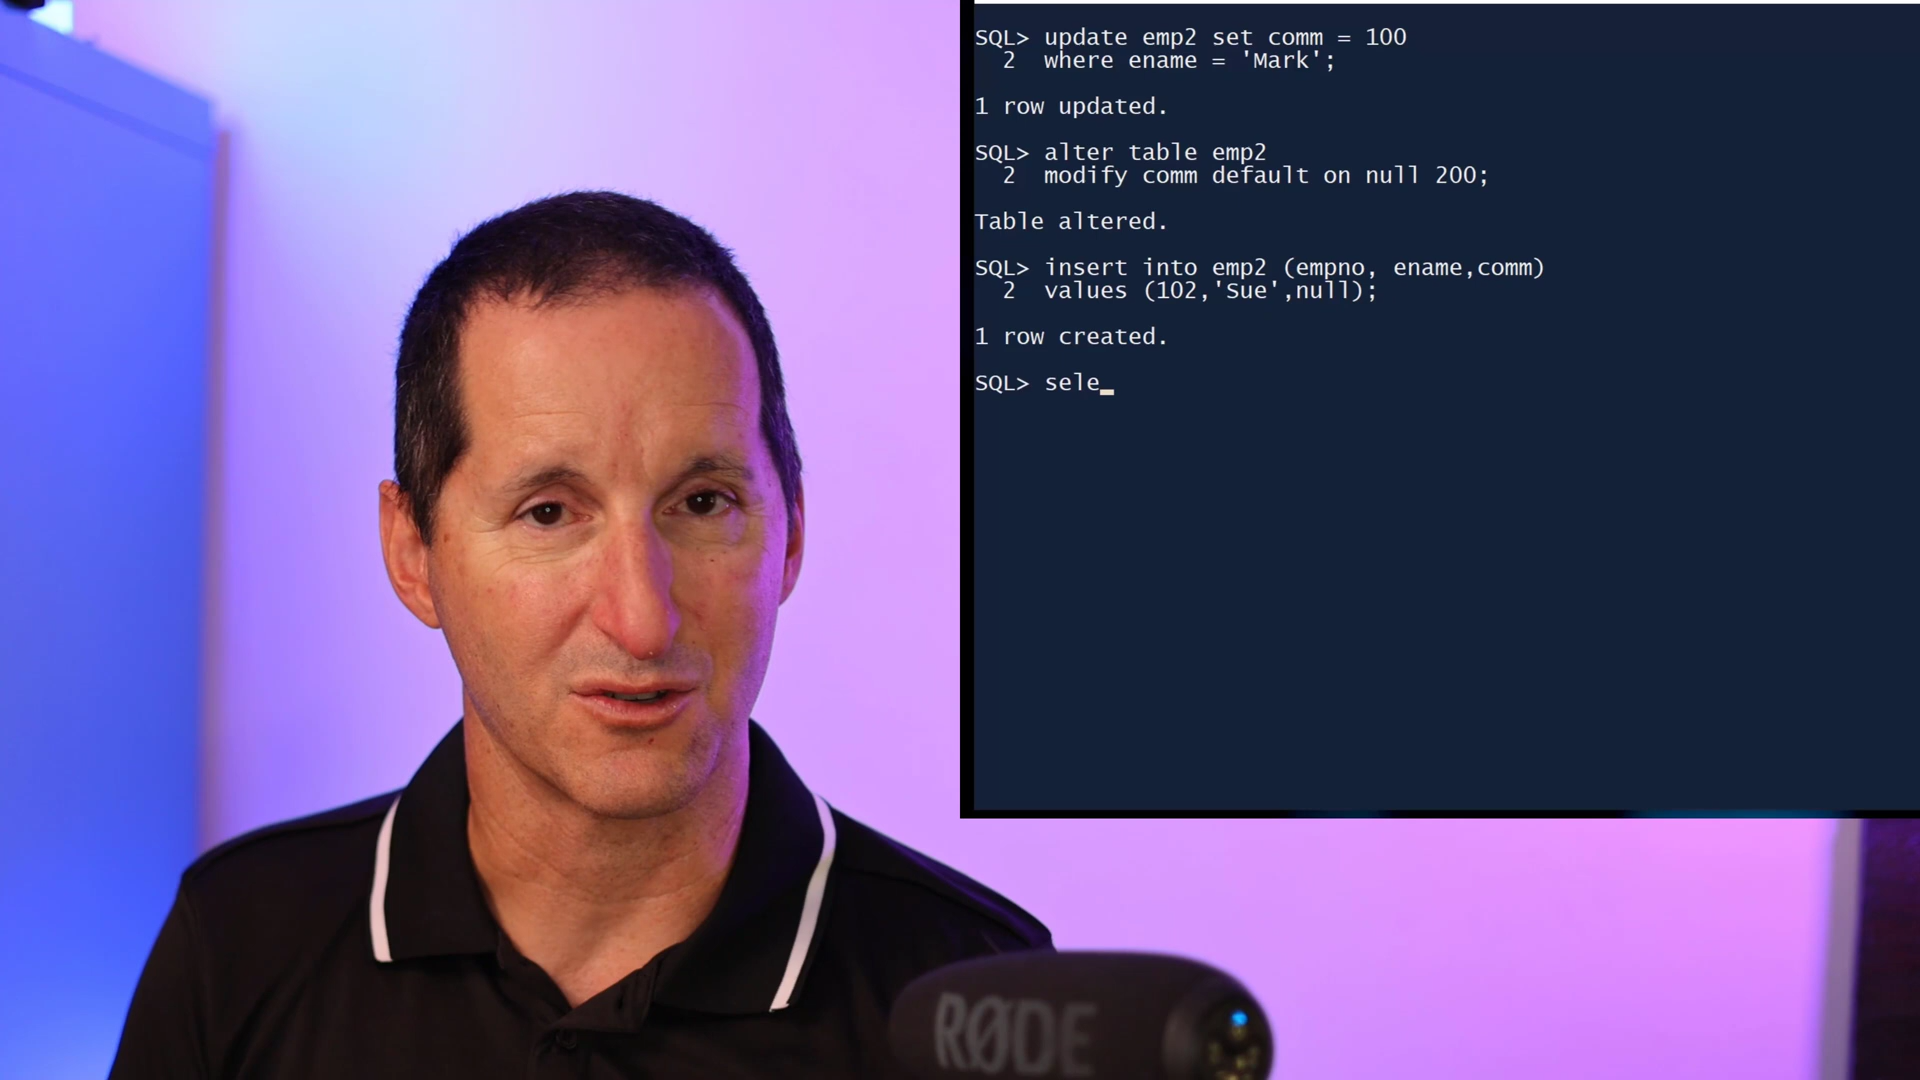 SQL> update emp2 set comm = 100
2 where ename = 'Mark';
1 row updated.
SQL> alter table emp2
2 modify comm default on null 200;
Table altered.
SQL> insert into emp2 (empno, ename,comm)
2 values (102,'Sue',null);
1 row created.
SQL> sele_
RØDE